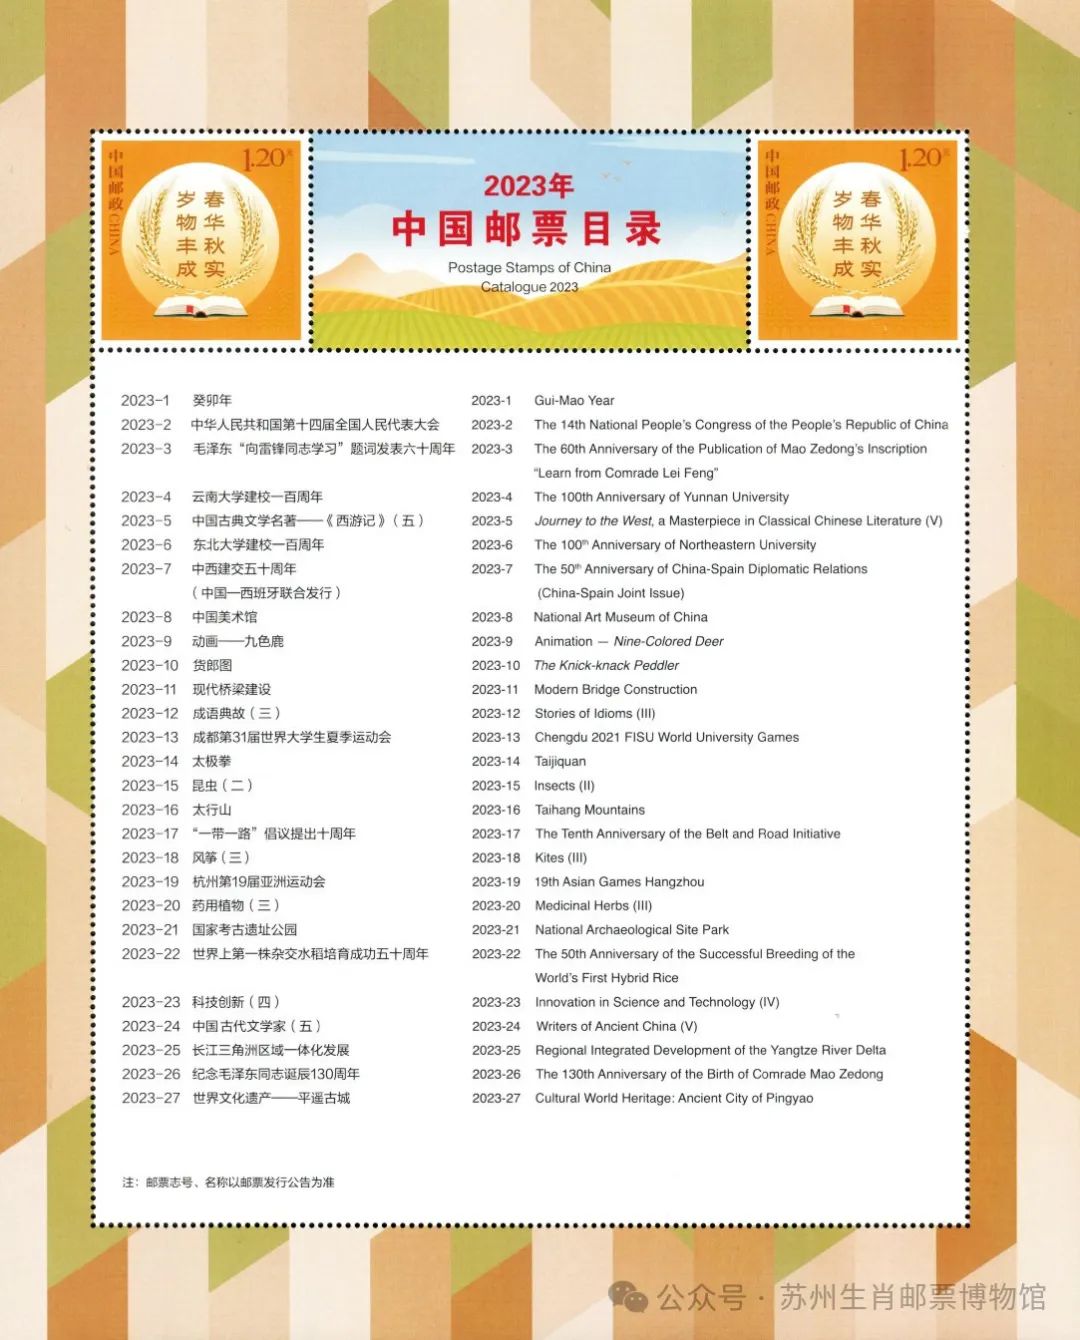 中国邮政 CHINA
1.20元
春华秋实
岁物丰成
2023年
中国邮票目录
Postage Stamps of China
Catalogue 2023
中国邮政 CHINA
1.20元
春华秋实
岁物丰成
2023-1 癸卯年 2023-1 Gui-Mao Year
2023-2 中华人民共和国第十四届全国人民代表大会 2023-2 The 14th National People's Congress of the People's Republic of China
2023-3 毛泽东“向雷锋同志学习”题词发表六十周年 2023-3 The 60th Anniversary of the Publication of Mao Zedong's Inscription
“Learn from Comrade Lei Feng”
2023-4 云南大学建校一百周年 2023-4 The 100th Anniversary of Yunnan University
2023-5 中国古典文学名著——《西游记》（五） 2023-5 Journey to the West, a Masterpiece in Classical Chinese Literature (V)
2023-6 东北大学建校一百周年 2023-6 The 100th Anniversary of Northeastern University
2023-7 中西建交五十周年 2023-7 The 50th Anniversary of China-Spain Diplomatic Relations
（中国—西班牙联合发行） (China-Spain Joint Issue)
2023-8 中国美术馆 2023-8 National Art Museum of China
2023-9 动画——九色鹿 2023-9 Animation — Nine-Colored Deer
2023-10 货郎图 2023-10 The Knick-knack Peddler
2023-11 现代桥梁建设 2023-11 Modern Bridge Construction
2023-12 成语典故（三） 2023-12 Stories of Idioms (III)
2023-13 成都第31届世界大学生夏季运动会 2023-13 Chengdu 2021 FISU World University Games
2023-14 太极拳 2023-14 Taijiquan
2023-15 昆虫（二） 2023-15 Insects (II)
2023-16 太行山 2023-16 Taihang Mountains
2023-17 “一带一路”倡议提出十周年 2023-17 The Tenth Anniversary of the Belt and Road Initiative
2023-18 风筝（三） 2023-18 Kites (III)
2023-19 杭州第19届亚洲运动会 2023-19 19th Asian Games Hangzhou
2023-20 药用植物（三） 2023-20 Medicinal Herbs (III)
2023-21 国家考古遗址公园 2023-21 National Archaeological Site Park
2023-22 世界上第一株杂交水稻培育成功五十周年 2023-22 The 50th Anniversary of the Successful Breeding of the
World's First Hybrid Rice
2023-23 科技创新（四） 2023-23 Innovation in Science and Technology (IV)
2023-24 中国古代文学家（五） 2023-24 Writers of Ancient China (V)
2023-25 长江三角洲区域一体化发展 2023-25 Regional Integrated Development of the Yangtze River Delta
2023-26 纪念毛泽东同志诞辰130周年 2023-26 The 130th Anniversary of the Birth of Comrade Mao Zedong
2023-27 世界文化遗产——平遥古城 2023-27 Cultural World Heritage: Ancient City of Pingyao
注：邮票志号、名称以邮票发行公告为准
公众号·苏州生肖邮票博物馆